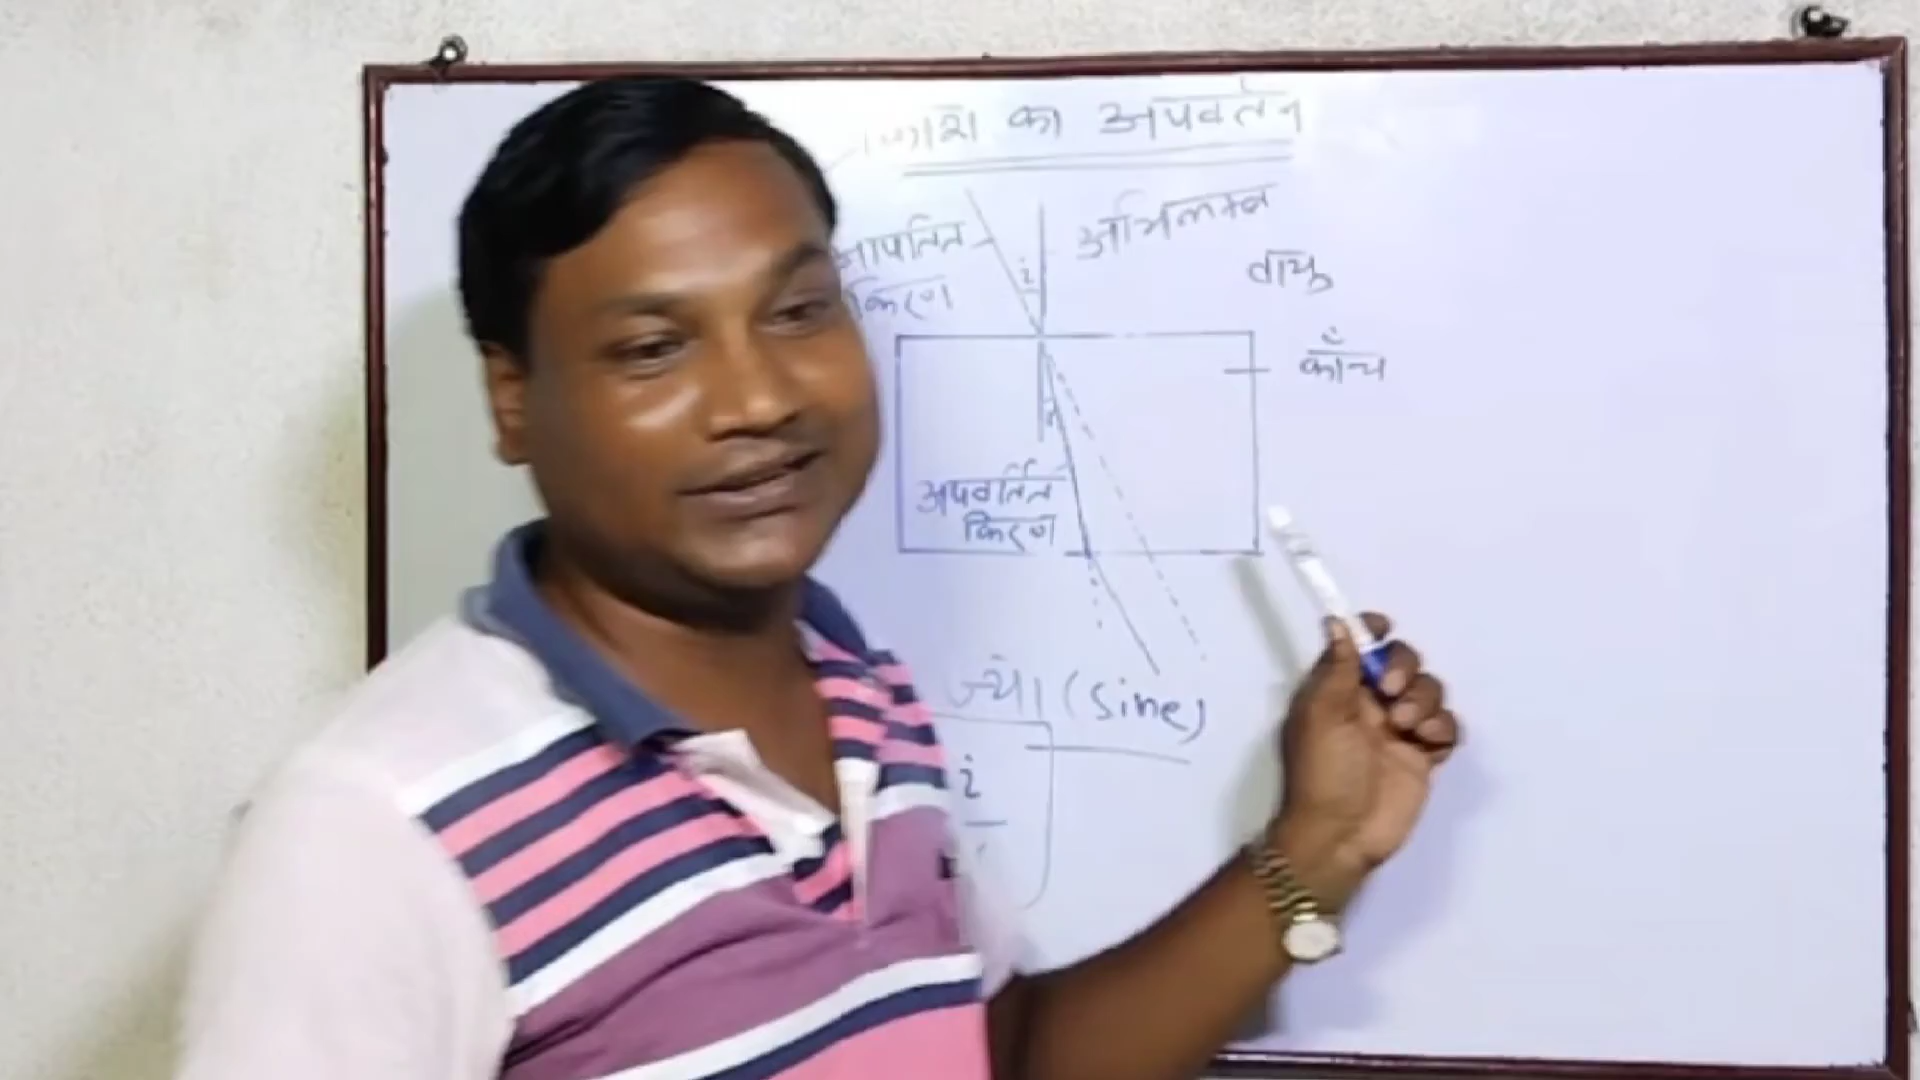 का अपवर्तन
अभिलम्ब
आपतित
किरण
i
वायु
काँच
r
अपवर्तित
किरण
ज्या (sine)
i